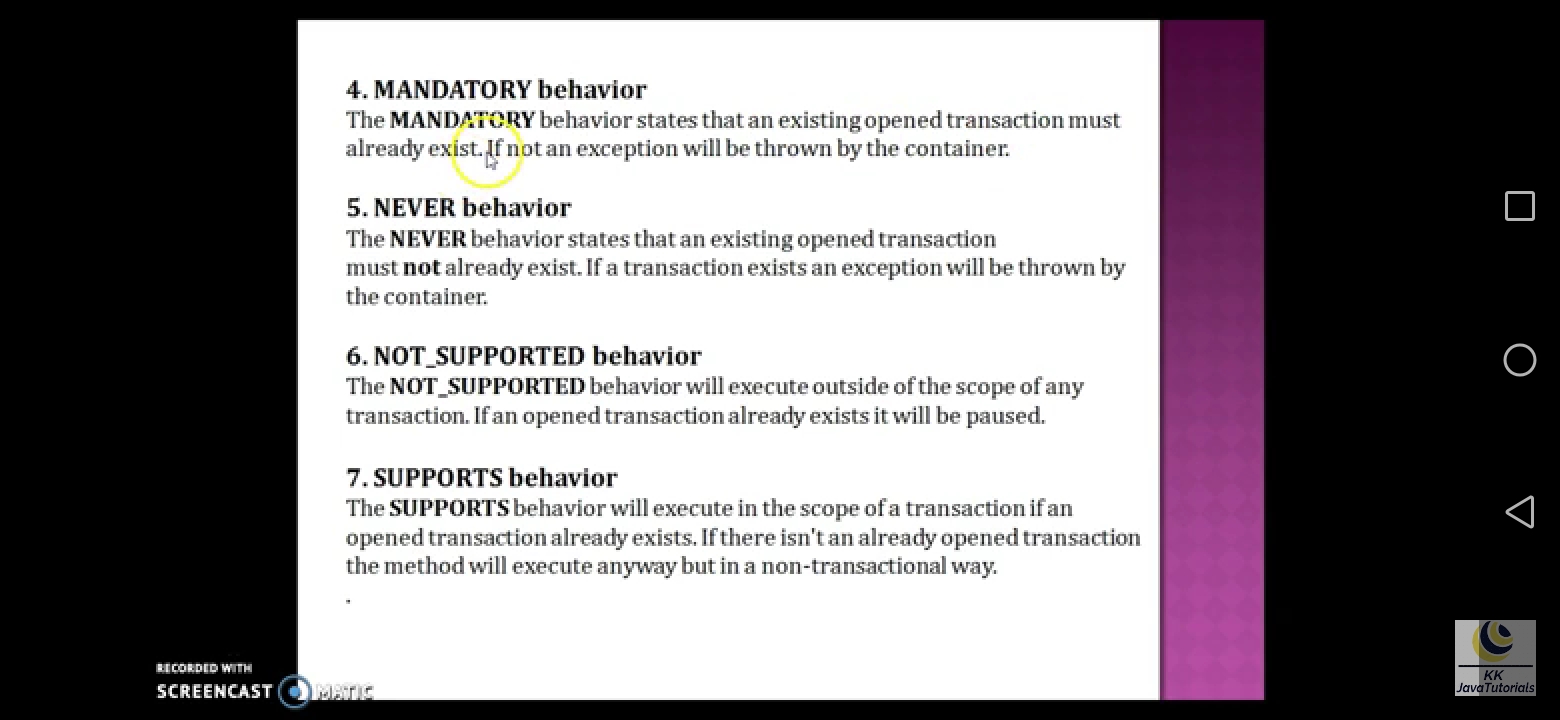 4. MANDATORY behavior
The MANDATORY behavior states that an existing opened transaction must
already exist. If not an exception will be thrown by the container.
5. NEVER behavior
The NEVER behavior states that an existing opened transaction
must not already exist. If a transaction exists an exception will be thrown by
the container.
6. NOT_SUPPORTED behavior
The NOT_SUPPORTED behavior will execute outside of the scope of any
transaction. If an opened transaction already exists it will be paused.
7. SUPPORTS behavior
The SUPPORTS behavior will execute in the scope of a transaction if an
opened transaction already exists. If there isn't an already opened transaction
the method will execute anyway but in a non-transactional way.
.
RECORDED WITH
SCREENCAST MATIC
KK
JavaTutorials